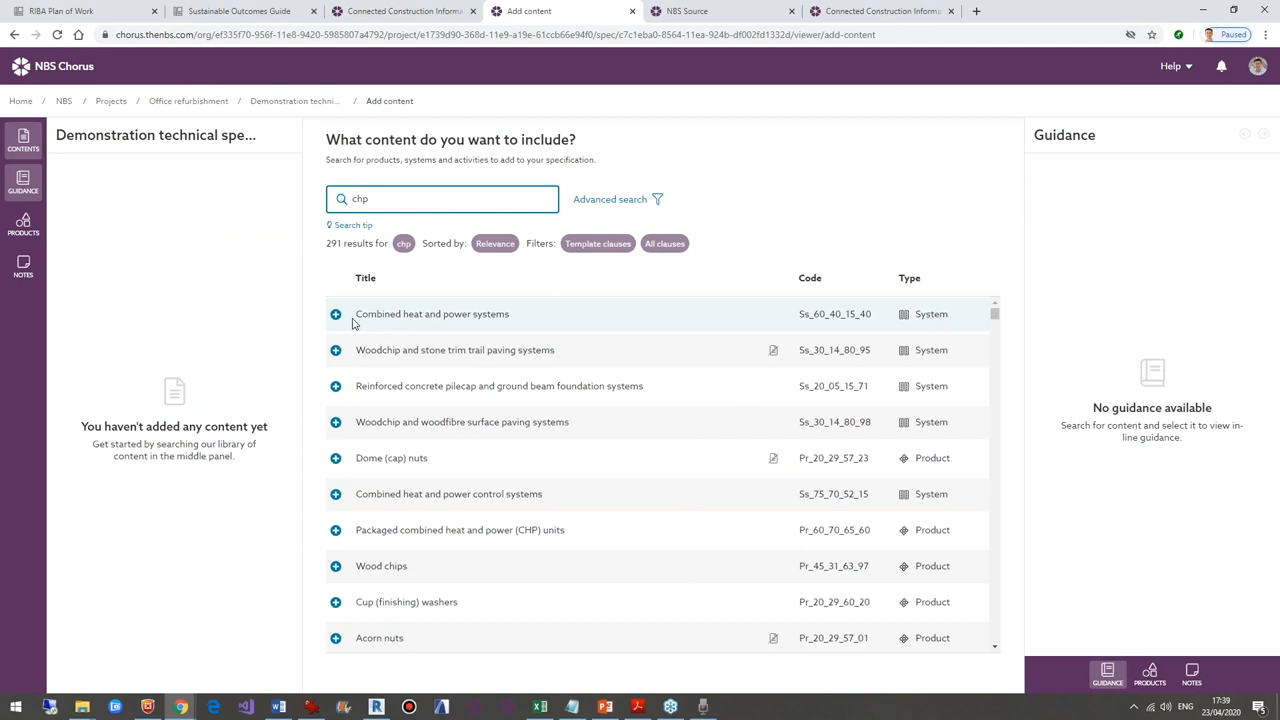 RIBA Plan of Work
Sustainable Outcomes Guide
Connected Construction Informa
Add content
NBS Source
Connected Construction Informa
chorus.thenbs.com/org/ef335f70-956f-11e8-9420-5985807a4792/project/e1739d90-368d-11e9-a19e-61ccb66e94f0/spec/c7c1eba0-8564-11ea-924b-df002fd1332d/viewer/add-content
Paused
NBS Chorus
Help
Home / NBS / Projects / Office refurbishment / Demonstration techni... / Add content
CONTENTS
GUIDANCE
PRODUCTS
NOTES
Demonstration technical spe...
You haven't added any content yet
Get started by searching our library of
content in the middle panel.
What content do you want to include?
Search for products, systems and activities to add to your specification.
chp
Advanced search
Search tip
291 results for chp Sorted by: Relevance Filters: Template clauses All clauses
Title Code Type
Combined heat and power systems Ss_60_40_15_40 System
Woodchip and stone trim trail paving systems Ss_30_14_80_95 System
Reinforced concrete pilecap and ground beam foundation systems Ss_20_05_15_71 System
Woodchip and woodfibre surface paving systems Ss_30_14_80_98 System
Dome (cap) nuts Pr_20_29_57_23 Product
Combined heat and power control systems Ss_75_70_52_15 System
Packaged combined heat and power (CHP) units Pr_60_70_65_60 Product
Wood chips Pr_45_31_63_97 Product
Cup (finishing) washers Pr_20_29_60_20 Product
Acorn nuts Pr_20_29_57_01 Product
Guidance
No guidance available
Search for content and select it to view in-
line guidance.
GUIDANCE
PRODUCTS
NOTES
ENG
17:39
23/04/2020